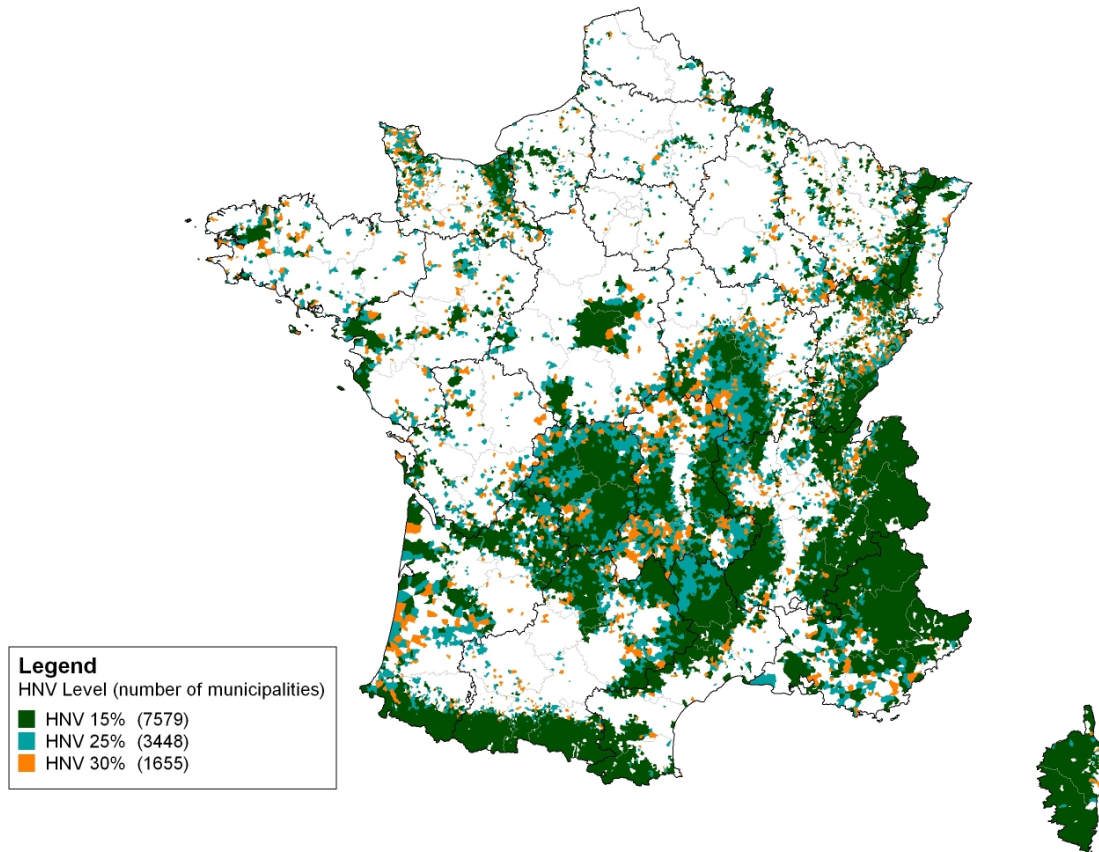 Legend
HNV Level (number of municipalities)
HNV 15% (7579)
HNV 25% (3448)
HNV 30% (1655)